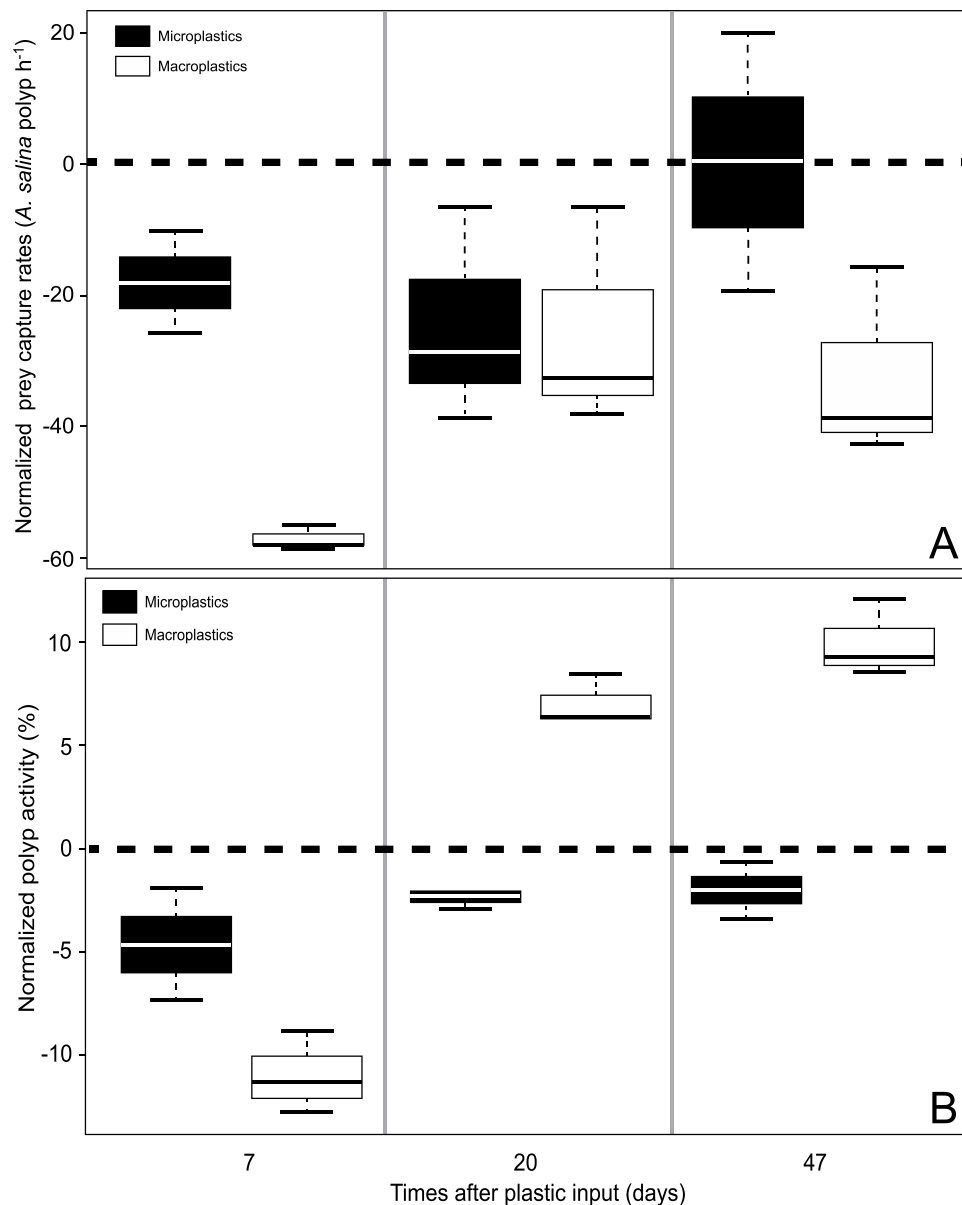 Normalized prey capture rates (A. salina polyp h-1)
20
0
-20
-40
-60
Microplastics
Macroplastics
A
Normalized polyp activity (%)
10
5
0
-5
-10
Microplastics
Macroplastics
B
7 20 47
Times after plastic input (days)